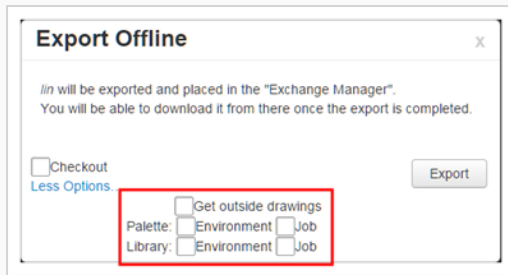 Export Offline
x
lin will be exported and placed in the "Exchange Manager".
You will be able to download it from there once the export is completed.
Checkout
Export
Less Options...
Get outside drawings
Palette: Environment Job
Library: Environment Job